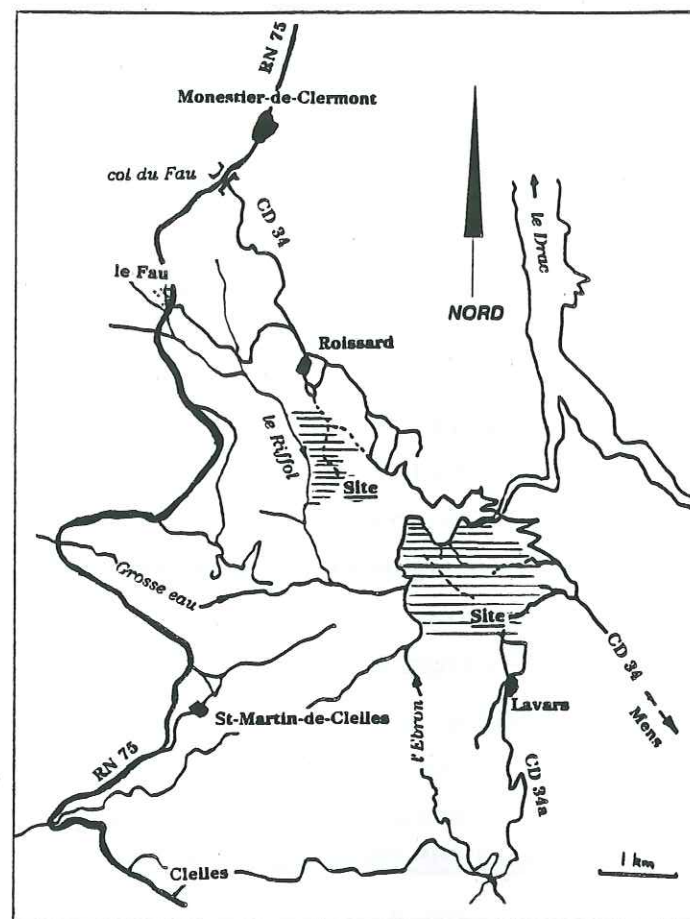 RN 75
Monestier-de-Clermont
col du Fau
CD 34
le Drac
le Fau
NORD
Roissard
le Riffol
Site
Grosse eau
Site
CD 34
Mens
Lavars
St-Martin-de-Clelles
l'Ebron
RN 75
CD 34a
Clelles
1 km